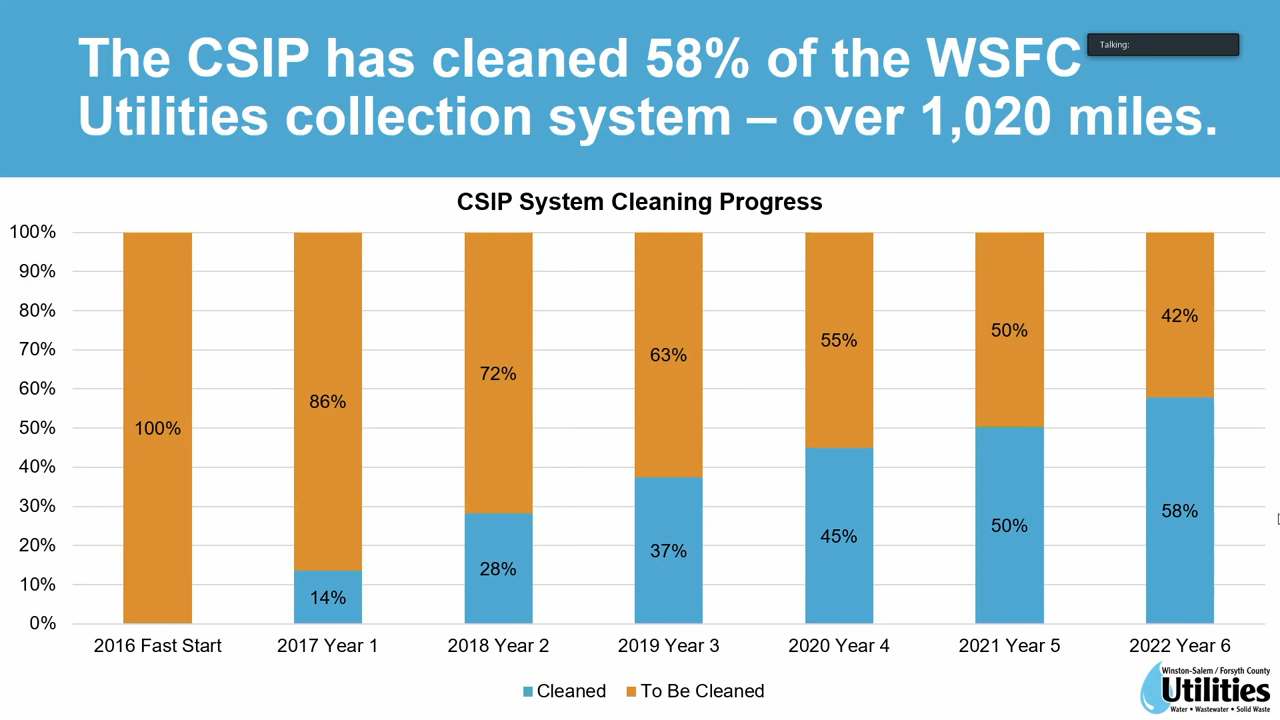 The CSIP has cleaned 58% of the WSFC
Talking:
Utilities collection system – over 1,020 miles.
CSIP System Cleaning Progress
100%
90%
80%
70%
60%
50%
40%
30%
20%
10%
0%
100%
86%
14%
72%
28%
63%
37%
55%
45%
50%
50%
42%
58%
2016 Fast Start
2017 Year 1
2018 Year 2
2019 Year 3
2020 Year 4
2021 Year 5
2022 Year 6
Cleaned
To Be Cleaned
Winston-Salem / Forsyth County
Utilities
Water • Wastewater • Solid Waste